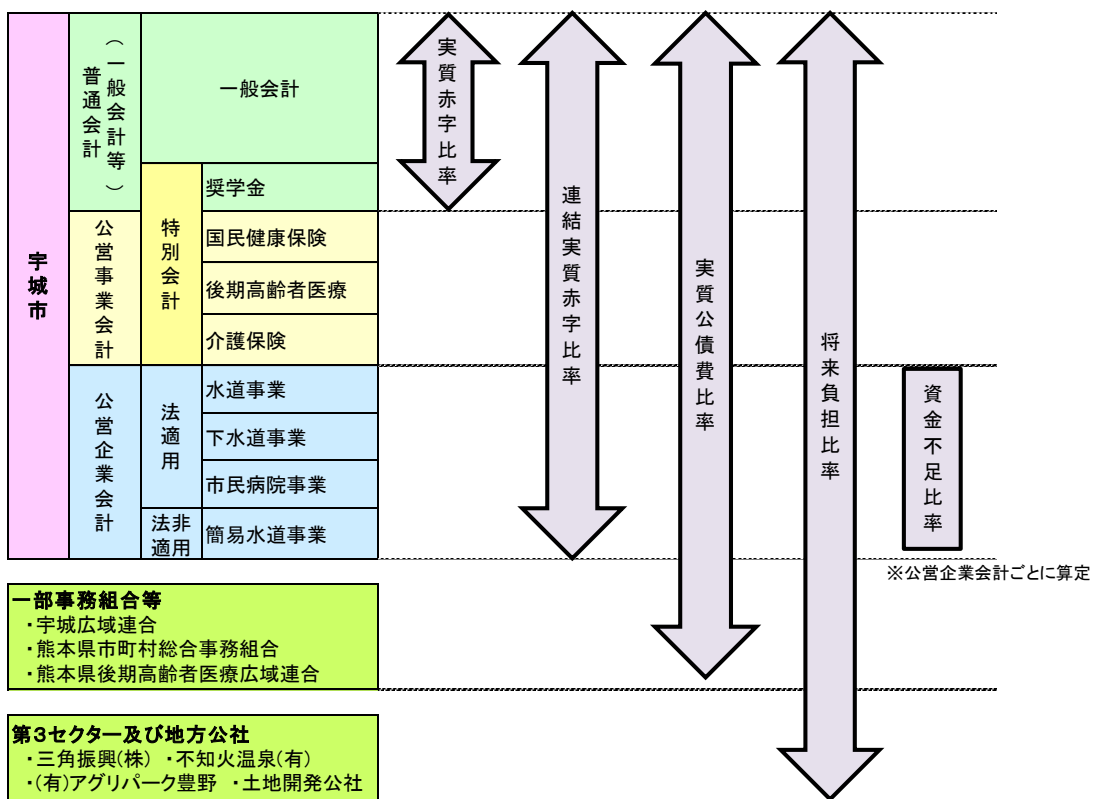 宇城市
普通会計
（一般会計等）
一般会計
特別会計
奨学金
公営事業会計
国民健康保険
後期高齢者医療
介護保険
公営企業会計
法適用
水道事業
下水道事業
市民病院事業
法非適用
簡易水道事業
実質赤字比率
連結実質赤字比率
実質公債費比率
将来負担比率
資金不足比率
※公営企業会計ごとに算定
一部事務組合等
・宇城広域連合
・熊本県市町村総合事務組合
・熊本県後期高齢者医療広域連合
第3セクター及び地方公社
・三角振興(株) ・不知火温泉(有)
・(有)アグリパーク豊野 ・土地開発公社